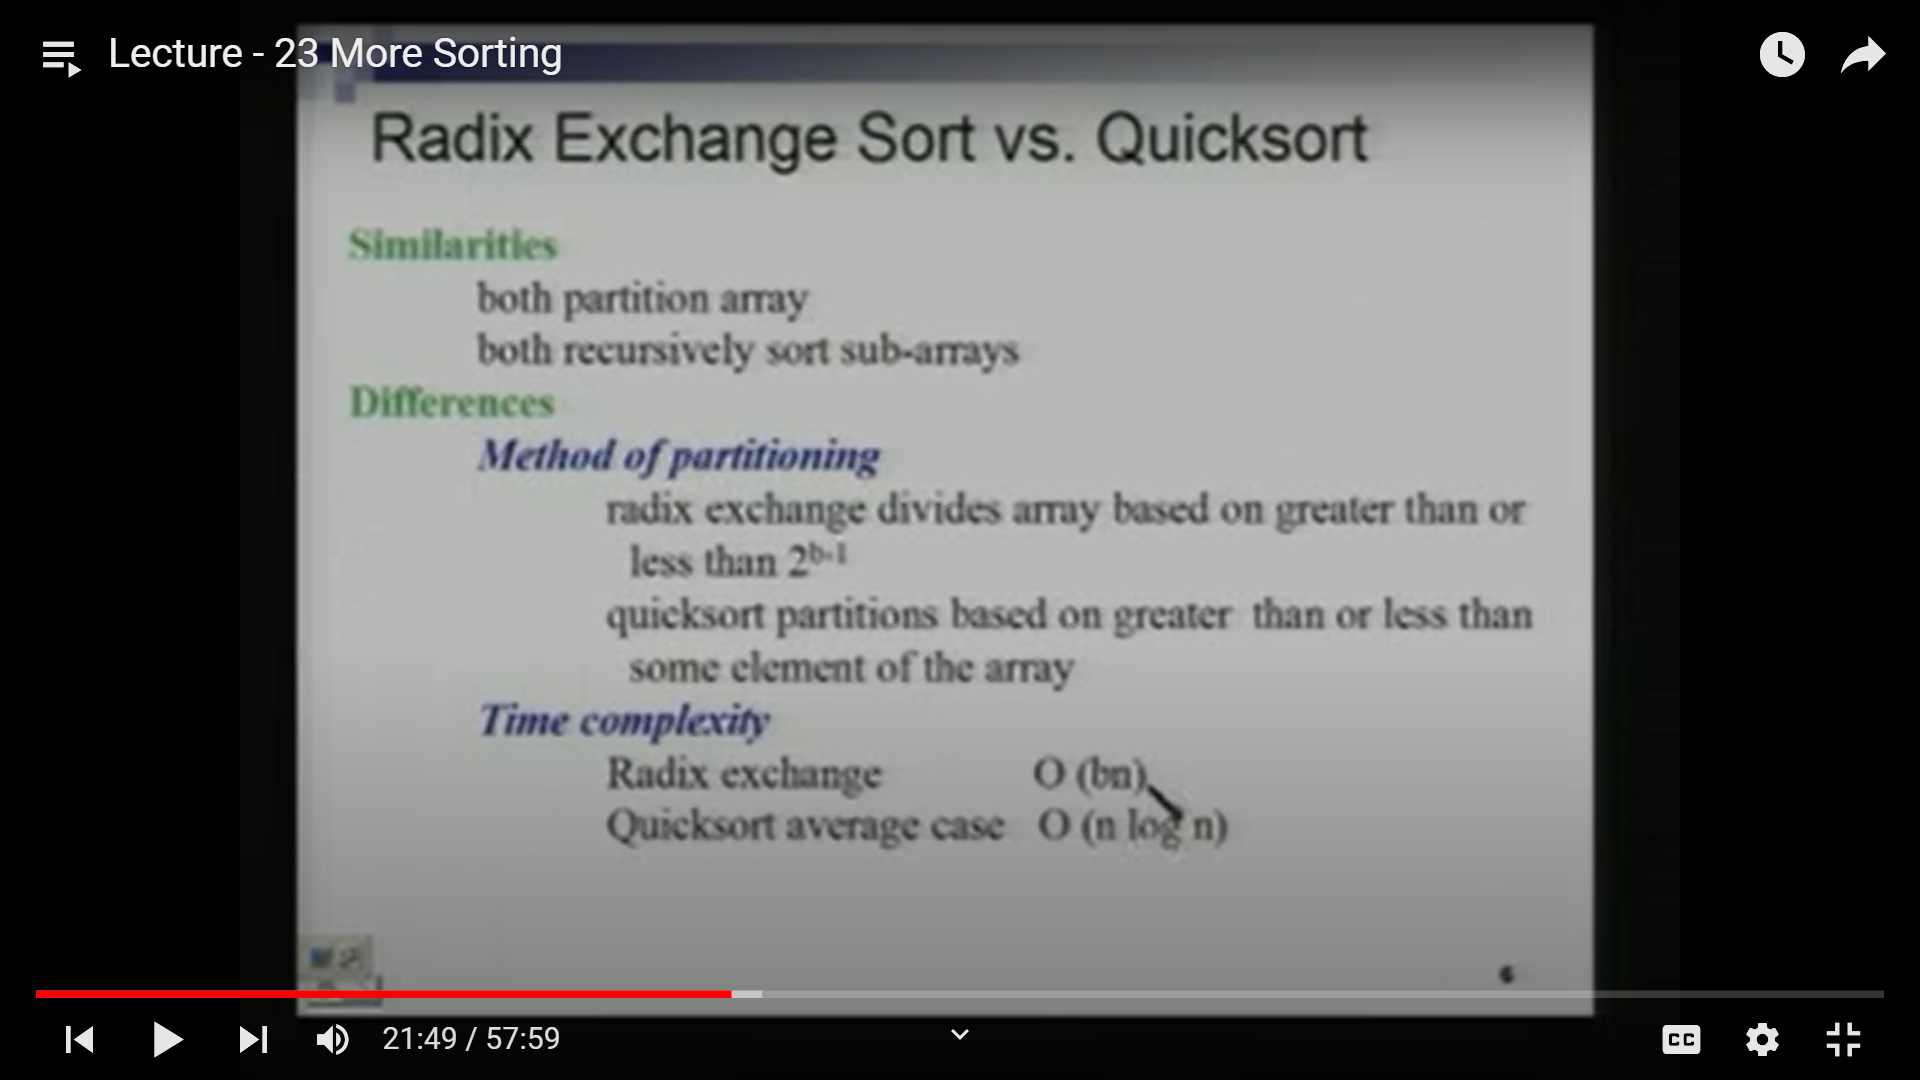 Lecture - 23 More Sorting
Radix Exchange Sort vs. Quicksort
Similarities
both partition array
both recursively sort sub-arrays
Differences
Method of partitioning
radix exchange divides array based on greater than or
less than 2^b-1
quicksort partitions based on greater than or less than
some element of the array
Time complexity
Radix exchange O (bn)
Quicksort average case O (n log n)
6
21:49 / 57:59
CC